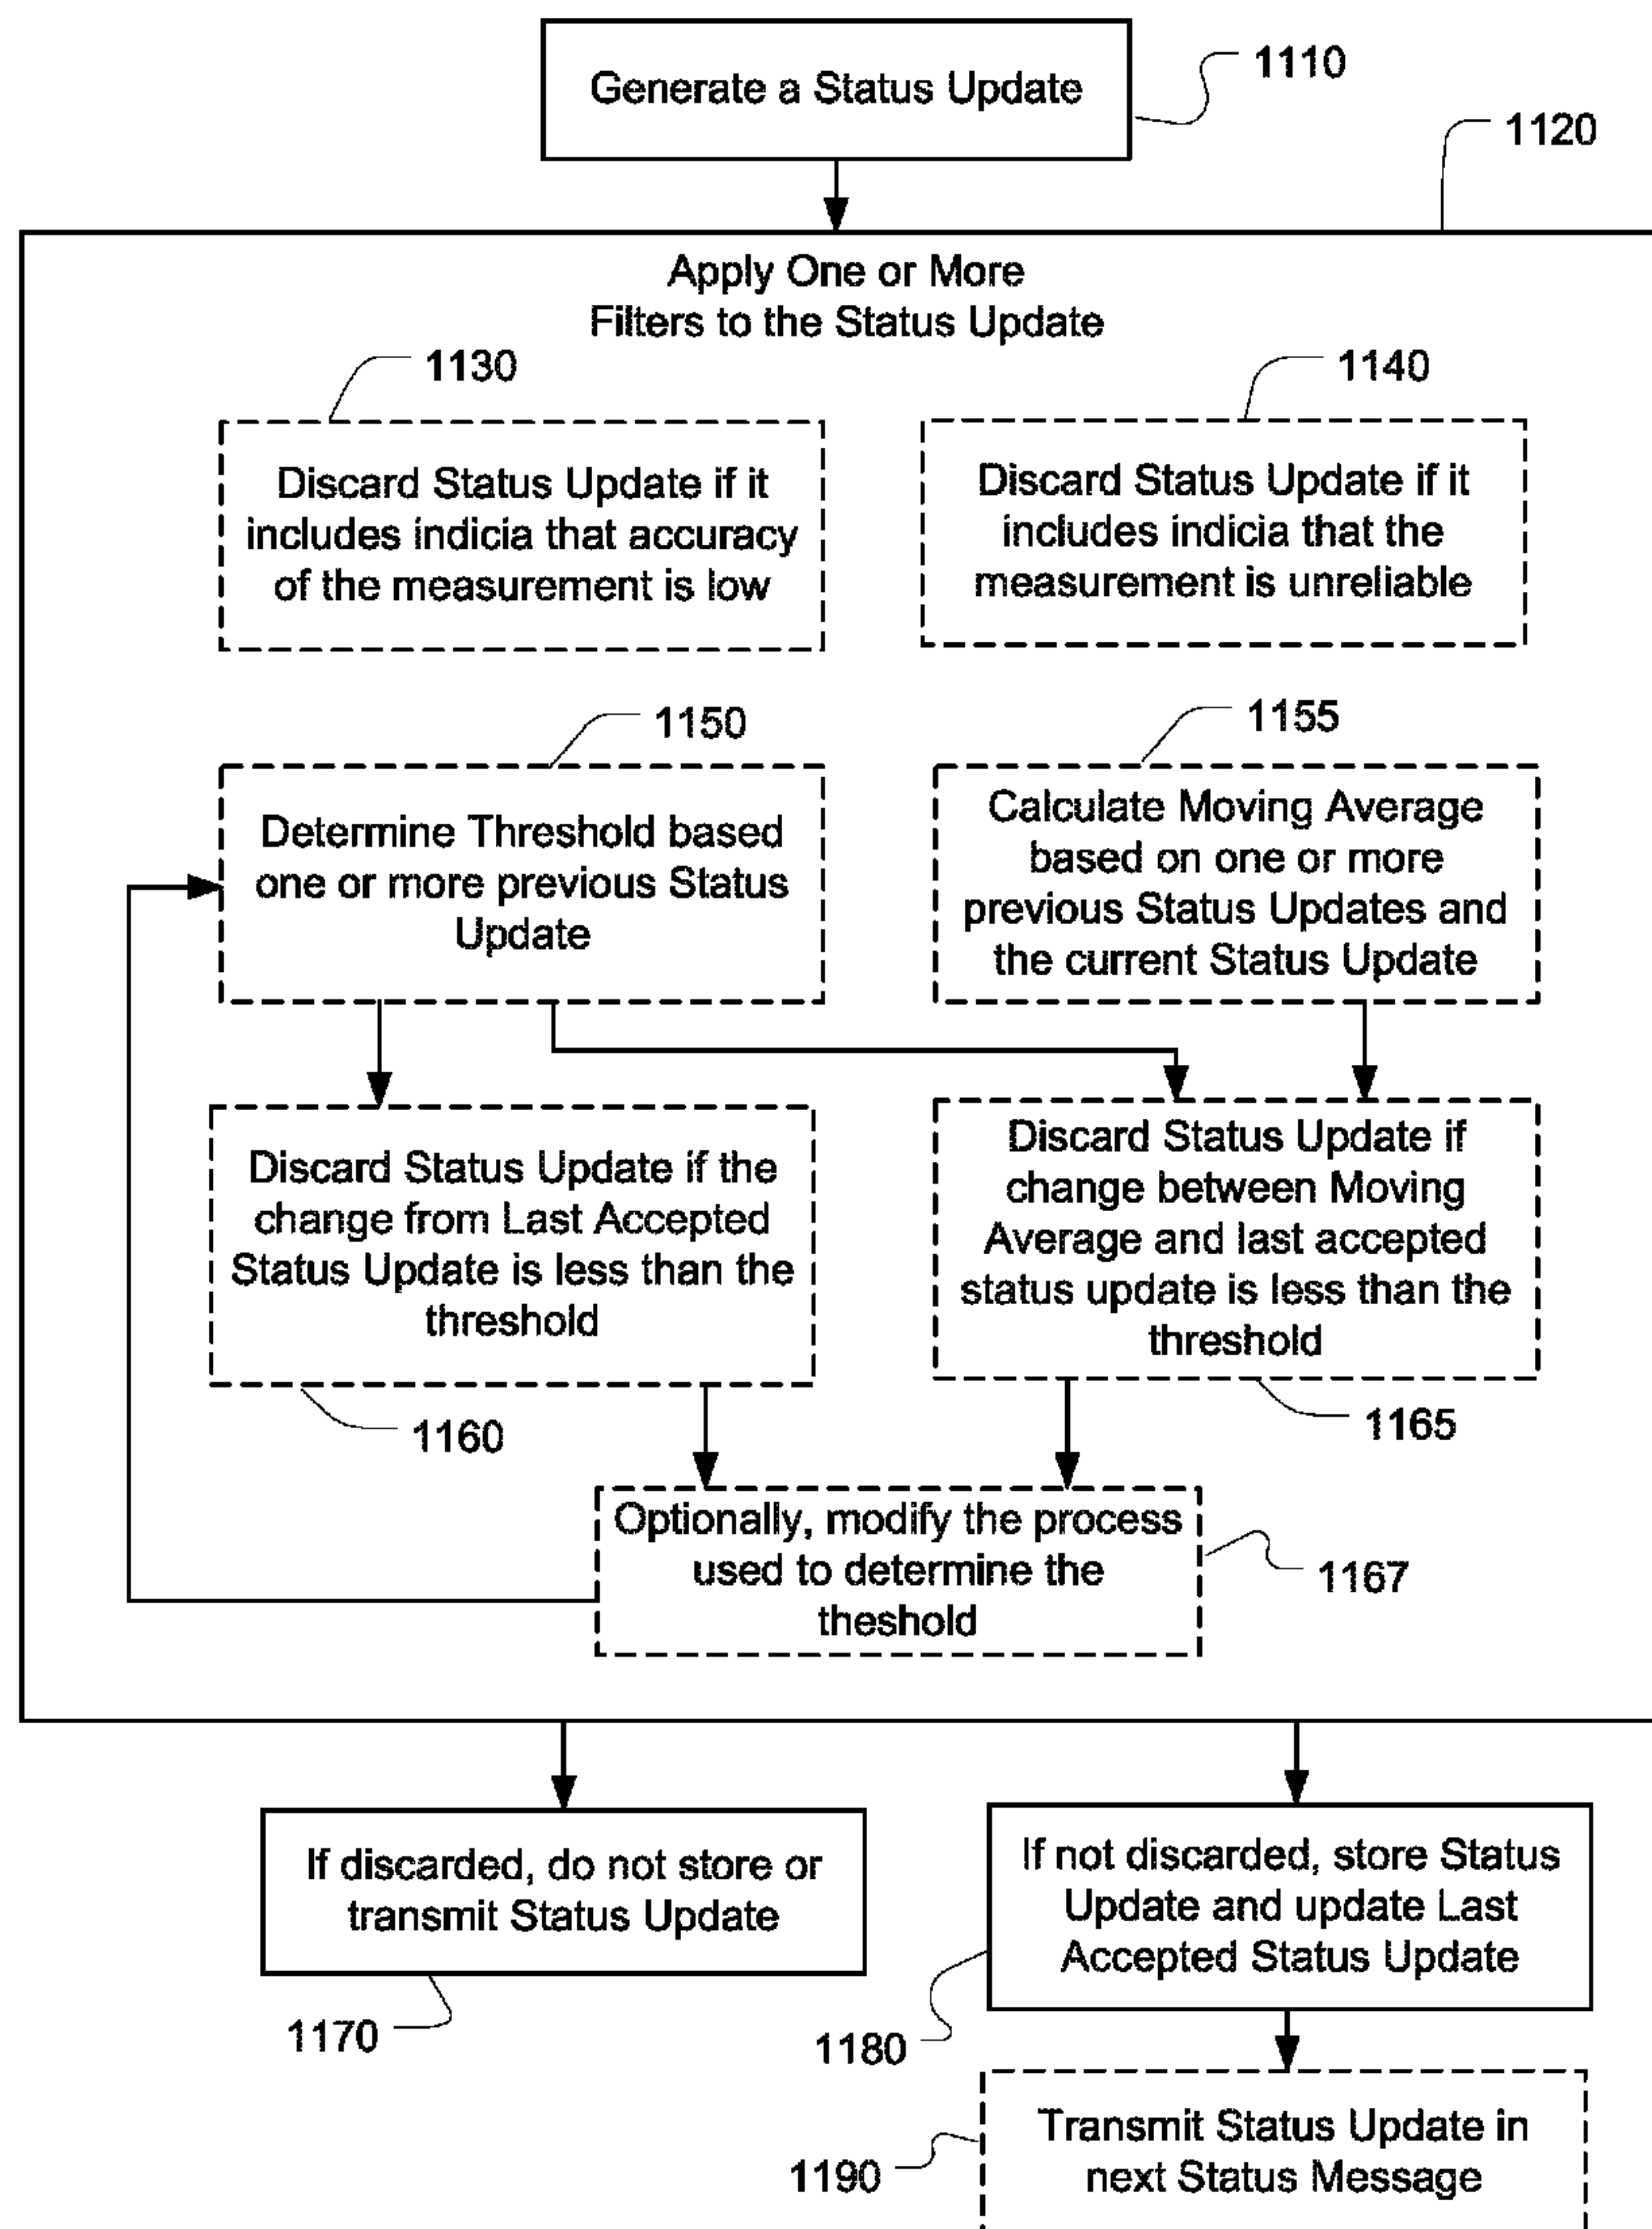 Generate a Status Update
1110
1120
Apply One or More
Filters to the Status Update
1130
1140
Discard Status Update if it
includes indicia that accuracy
of the measurement is low
Discard Status Update if it
includes indicia that the
measurement is unreliable
1150
1155
Determine Threshold based
one or more previous Status
Update
Calculate Moving Average
based on one or more
previous Status Updates and
the current Status Update
Discard Status Update if the
change from Last Accepted
Status Update is less than the
threshold
Discard Status Update if
change between Moving
Average and last accepted
status update is less than the
threshold
1160
1165
Optionally, modify the process
used to determine the
theshold
1167
If discarded, do not store or
transmit Status Update
If not discarded, store Status
Update and update Last
Accepted Status Update
1170
1180
Transmit Status Update in
next Status Message
1190